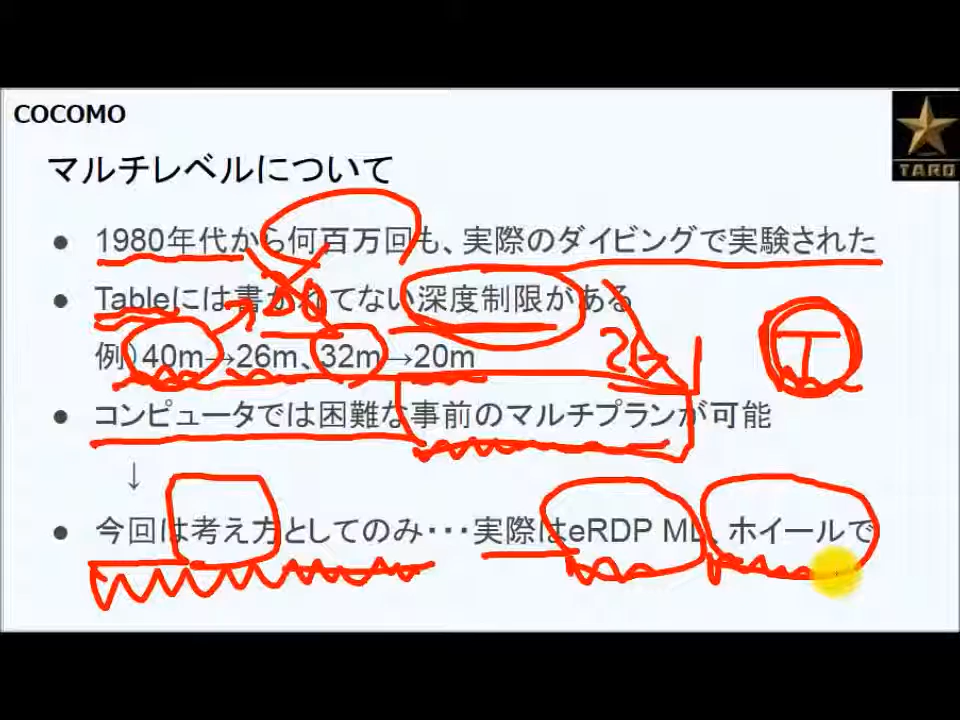 COCOMO
TARO
マルチレベルについて
● 1980年代から何百万回も、実際のダイビングで実験された
● Tableには書かれてない深度制限がある
例）40m→26m、32m→20m
● コンピュータでは困難な事前のマルチプランが可能
↓
● 今回は考え方としてのみ・・・実際はeRDP ML、ホイールで